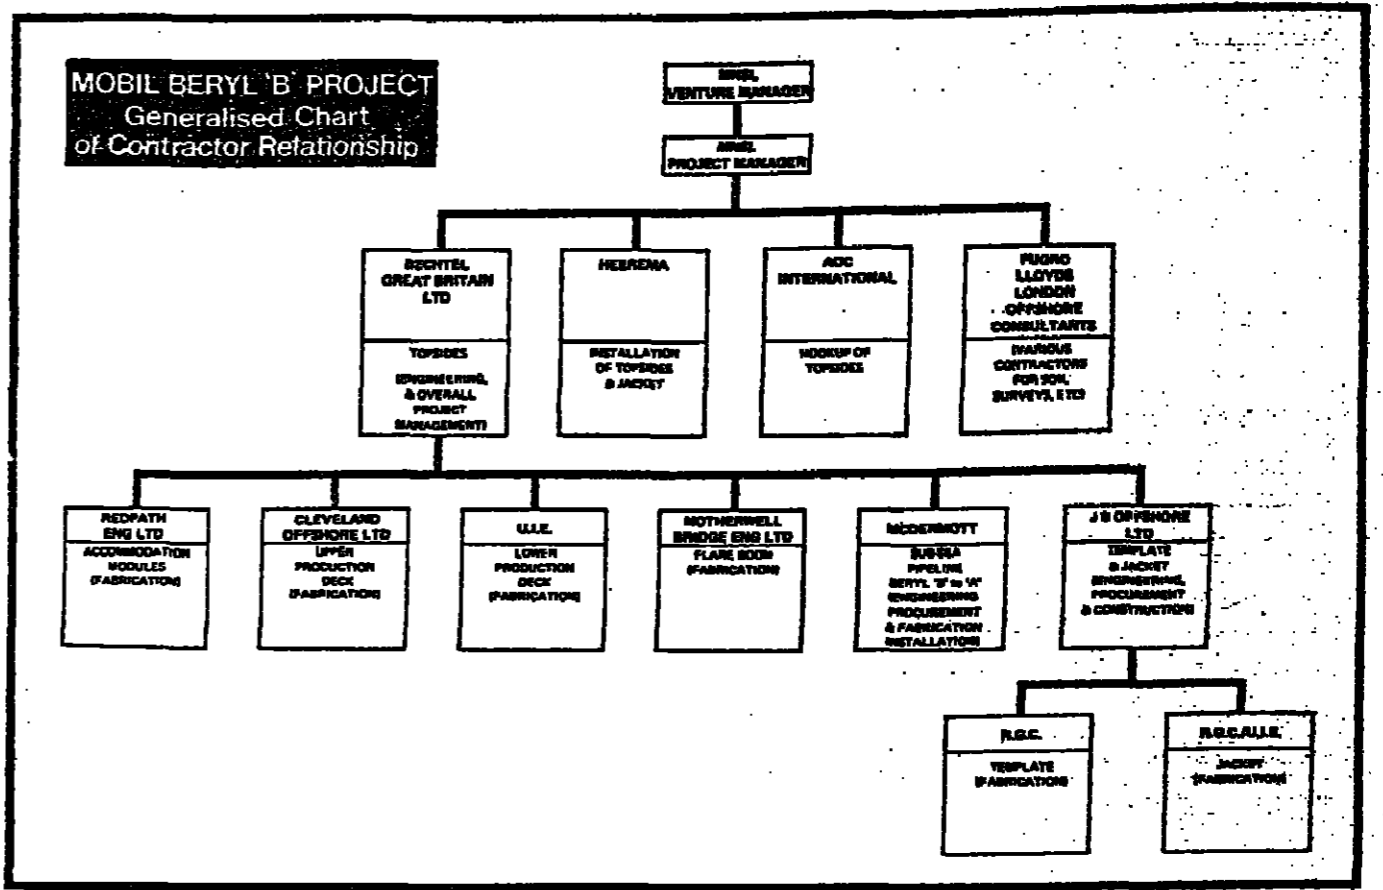 MOBIL BERYL 'B' PROJECT
Generalised Chart
of Contractor Relationship
MNSL
VENTURE MANAGER
MNSL
PROJECT MANAGER
BECHTEL
GREAT BRITAIN
LTD
TOPSIDES
(ENGINEERING,
& OVERALL
PROJECT
MANAGEMENT)
HEEREMA
INSTALLATION
OF TOPSIDES
& JACKET
AOC
INTERNATIONAL
HOOKUP OF
TOPSIDES
FUGRO
LLOYDS
LONDON
OFFSHORE
CONSULTANTS
(VARIOUS
CONTRACTORS
FOR SOIL
SURVEYS, ETC)
REDPATH
ENG LTD
ACCOMMODATION
MODULES
(FABRICATION)
CLEVELAND
OFFSHORE LTD
UPPER
PRODUCTION
DECK
(FABRICATION)
U.I.E.
LOWER
PRODUCTION
DECK
(FABRICATION)
MOTHERWELL
BRIDGE ENG LTD
FLARE BOOM
(FABRICATION)
MCDERMOTT
SUB-SEA
PIPELINE
BERYL 'B' to 'A'
(ENGINEERING
PROCUREMENT
& FABRICATION
INSTALLATION)
J B OFFSHORE
LTD
TEMPLATE
& JACKET
(ENGINEERING,
PROCUREMENT
& CONSTRUCTION)
R.G.C.
TEMPLATE
(FABRICATION)
R.G.C./U.I.E.
JACKET
(FABRICATION)